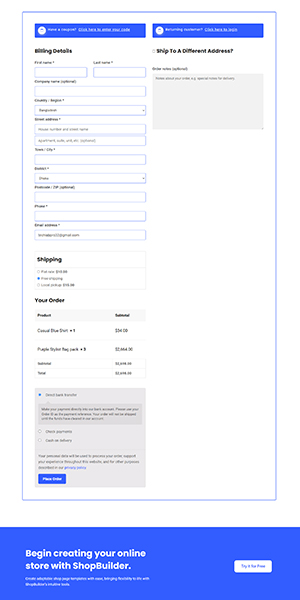 Have a coupon? Click here to enter your code
Returning customer? Click here to login
Billing Details
Ship To A Different Address?
First name *
Last name *
Order notes (optional)
Notes about your order, e.g. special notes for delivery.
Company name (optional)
Country / Region *
Bangladesh
Street address *
House number and street name
Apartment, suite, unit, etc. (optional)
Town / City *
District *
Dhaka
Postcode / ZIP (optional)
Phone *
Email address *
Shipping
Flat rate: $10.00
Free shipping
Local pickup: $10.00
Your Order
Product
Subtotal
Casual Blue Shirt × 1
$34.00
Purple Stylist Bag pack × 3
$2,664.00
Subtotal
$2,698.00
Total
$2,698.00
Direct bank transfer
Make your payment directly into our bank account. Please use your
Order ID as the payment reference. Your order will not be shipped
until the funds have cleared in our account.
Check payments
Cash on delivery
Your personal data will be used to process your order, support
your experience throughout this website, and for other purposes
described in our privacy policy.
Place Order
Begin creating your online
store with ShopBuilder.
Create adaptable shop page templates with ease, bringing flexibility to life with
ShopBuilder's intuitive tools.
Try it for Free